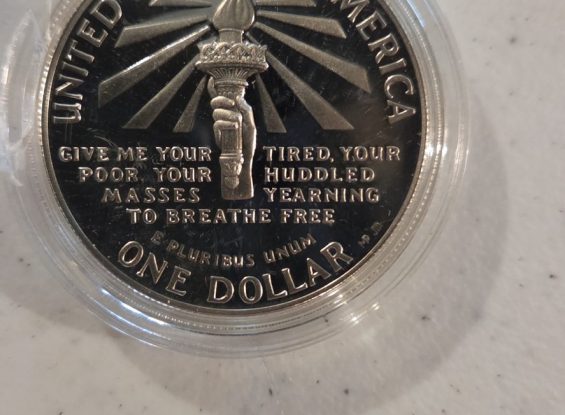 UNITED
AMERICA
GIVE ME YOUR TIRED, YOUR
POOR, YOUR HUDDLED
MASSES YEARNING
TO BREATHE FREE
E PLURIBUS UNUM
ONE DOLLAR